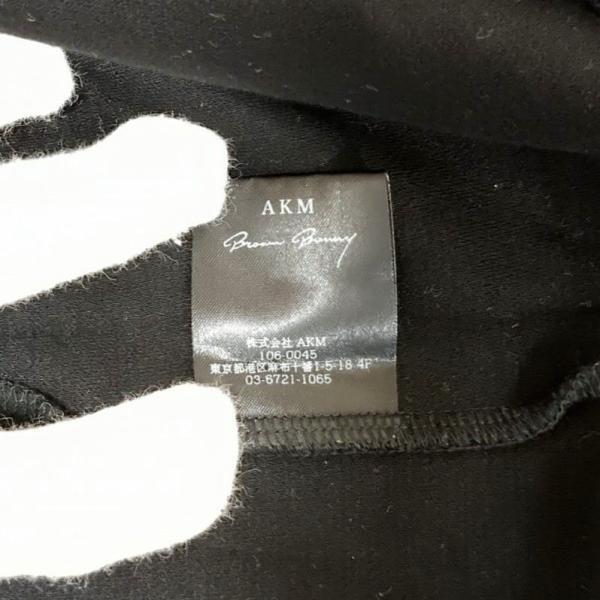 AKM
Brown Bunny
株式会社 AKM
106-0045
東京都港区麻布十番1-5-18 4F
03-6721-1065